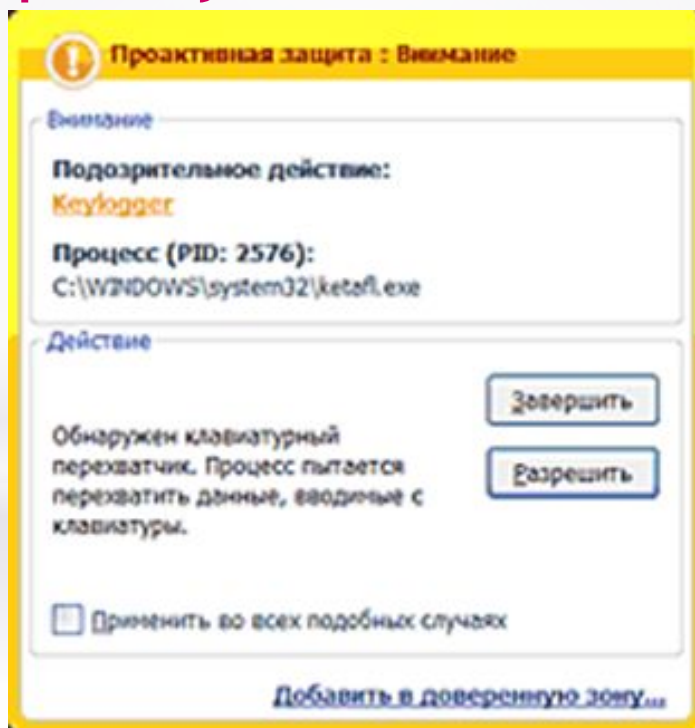 Проактивная защита : Внимание
Внимание
Подозрительное действие:
Keylogger
Процесс (PID: 2576):
C:\WINDOWS\system32\ketafl.exe
Действие
Завершить
Обнаружен клавиатурный
перехватчик. Процесс пытается
перехватить данные, вводимые с
клавиатуры.
Разрешить
Применить во всех подобных случаях
Добавить в доверенную зону...